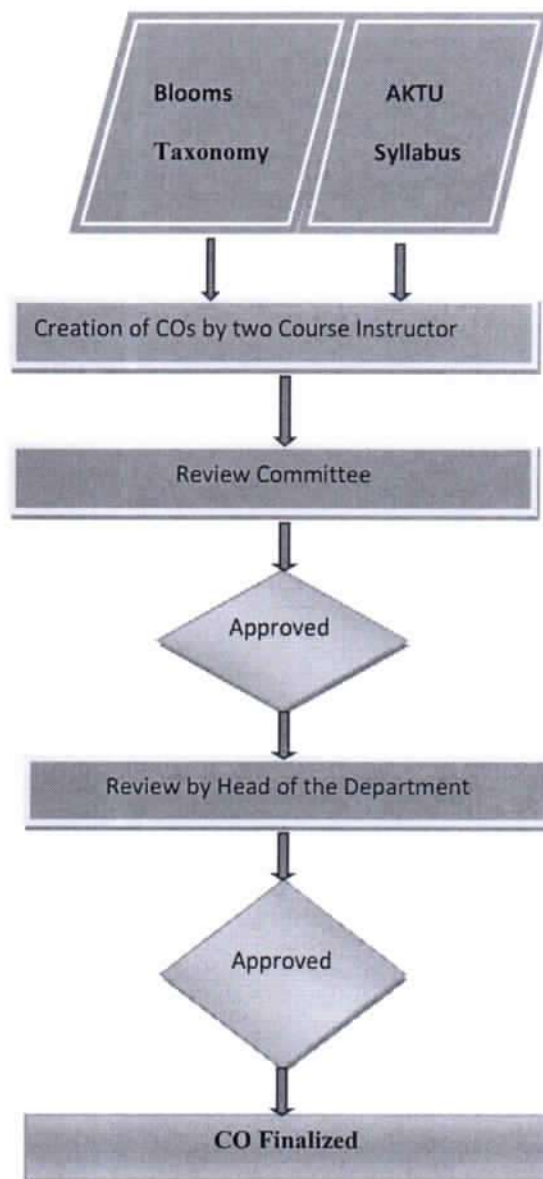 Blooms
Taxonomy
AKTU
Syllabus
Creation of COs by two Course Instructor
Review Committee
Approved
Review by Head of the Department
Approved
CO Finalized